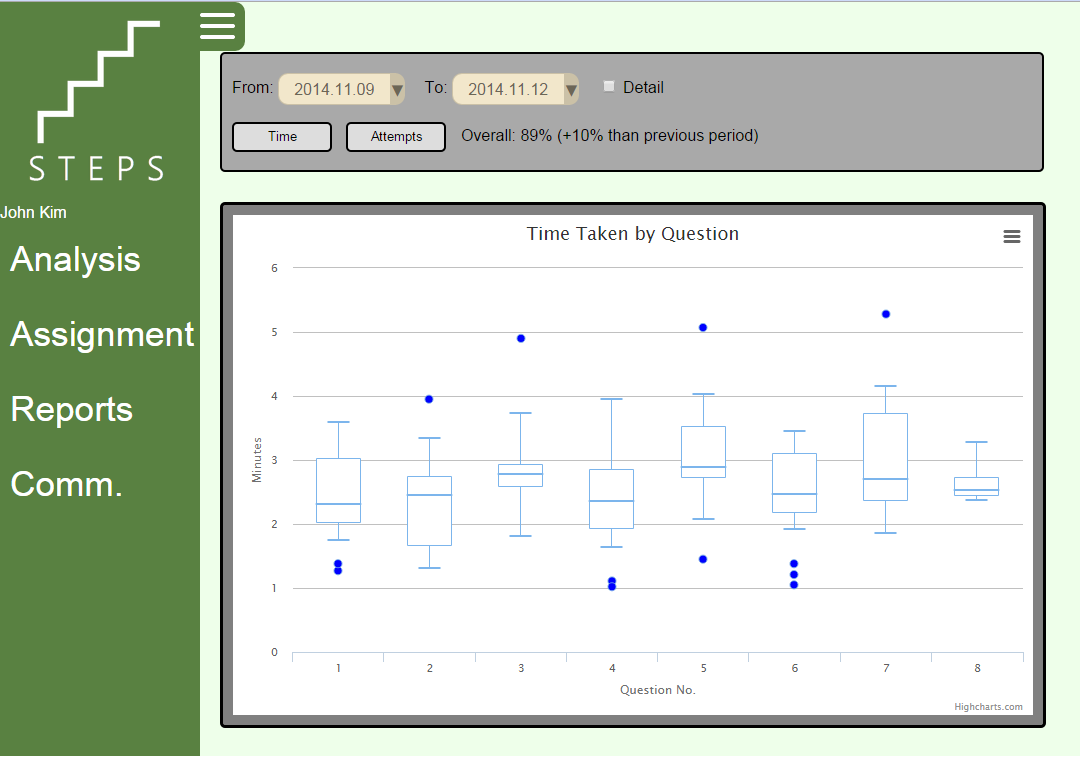 STEPS
John Kim
Analysis
Assignment
Reports
Comm.
From: 2014.11.09 ▼ To: 2014.11.12 ▼ Detail
Time Attempts Overall: 89% (+10% than previous period)
Time Taken by Question
6
5
4
3
2
1
0
Minutes
1 2 3 4 5 6 7 8
Question No.
Highcharts.com